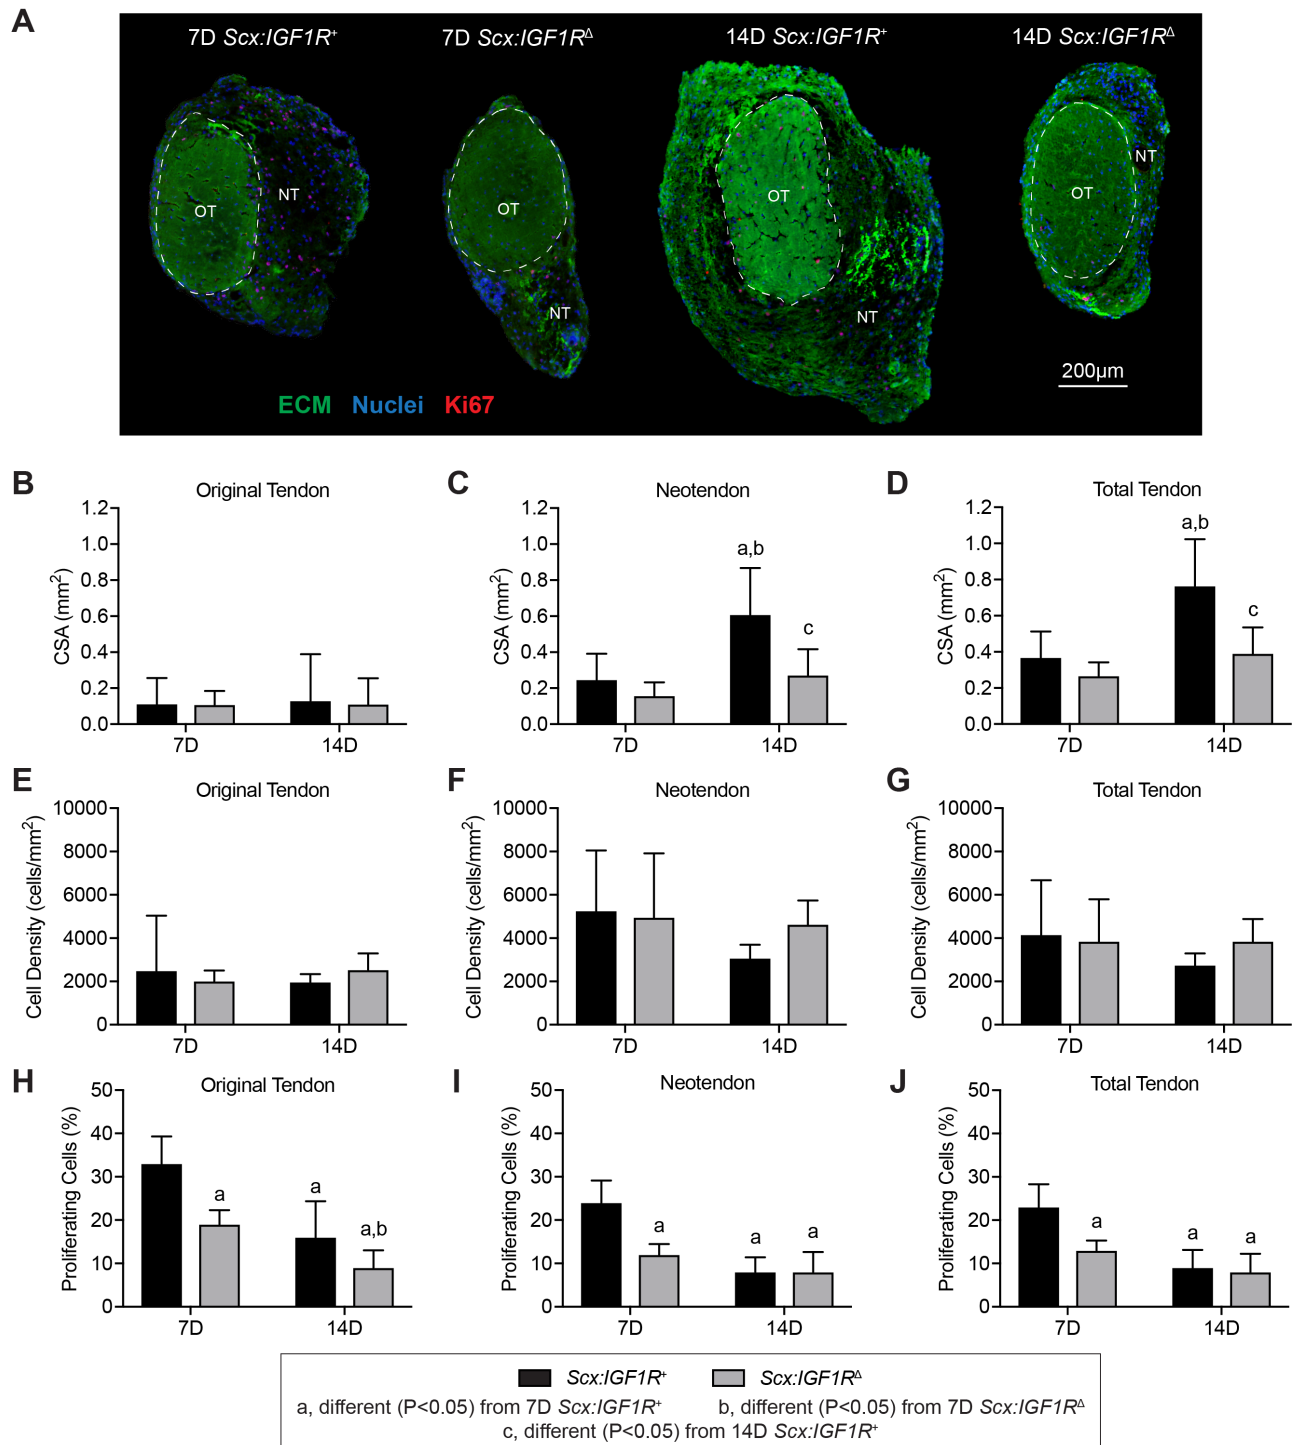 A
7D Scx:IGF1R⁺
7D Scx:IGF1RΔ
14D Scx:IGF1R⁺
14D Scx:IGF1RΔ
OT
NT
OT
NT
OT
NT
OT
NT
ECM Nuclei Ki67
200µm
B
Original Tendon
CSA (mm²)
1.2
1.0
0.8
0.6
0.4
0.2
0.0
7D
14D
C
Neotendon
CSA (mm²)
1.2
1.0
0.8
0.6
0.4
0.2
0.0
a,b
c
7D
14D
D
Total Tendon
CSA (mm²)
1.2
1.0
0.8
0.6
0.4
0.2
0.0
a,b
c
7D
14D
E
Original Tendon
Cell Density (cells/mm²)
10000
8000
6000
4000
2000
0
7D
14D
F
Neotendon
Cell Density (cells/mm²)
10000
8000
6000
4000
2000
0
7D
14D
G
Total Tendon
Cell Density (cells/mm²)
10000
8000
6000
4000
2000
0
7D
14D
H
Original Tendon
Proliferating Cells (%)
50
40
30
20
10
0
a
a
a,b
7D
14D
I
Neotendon
Proliferating Cells (%)
50
40
30
20
10
0
a
a
a
7D
14D
J
Total Tendon
Proliferating Cells (%)
50
40
30
20
10
0
a
a
a
7D
14D
Scx:IGF1R⁺ Scx:IGF1RΔ
a, different (P<0.05) from 7D Scx:IGF1R⁺ b, different (P<0.05) from 7D Scx:IGF1RΔ
c, different (P<0.05) from 14D Scx:IGF1R⁺